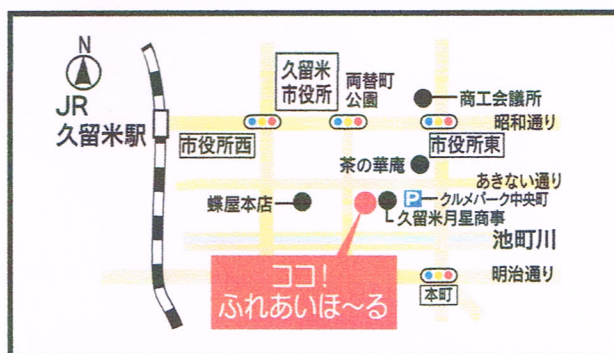 N
JR
久留米駅
久留米
市役所
両替町
公園
商工会議所
昭和通り
市役所西
市役所東
茶の華庵
あきない通り
蝶屋本店
P
クルメパーク中央町
久留米月星商事
池町川
ココ!
ふれあいほ~る
明治通り
本町